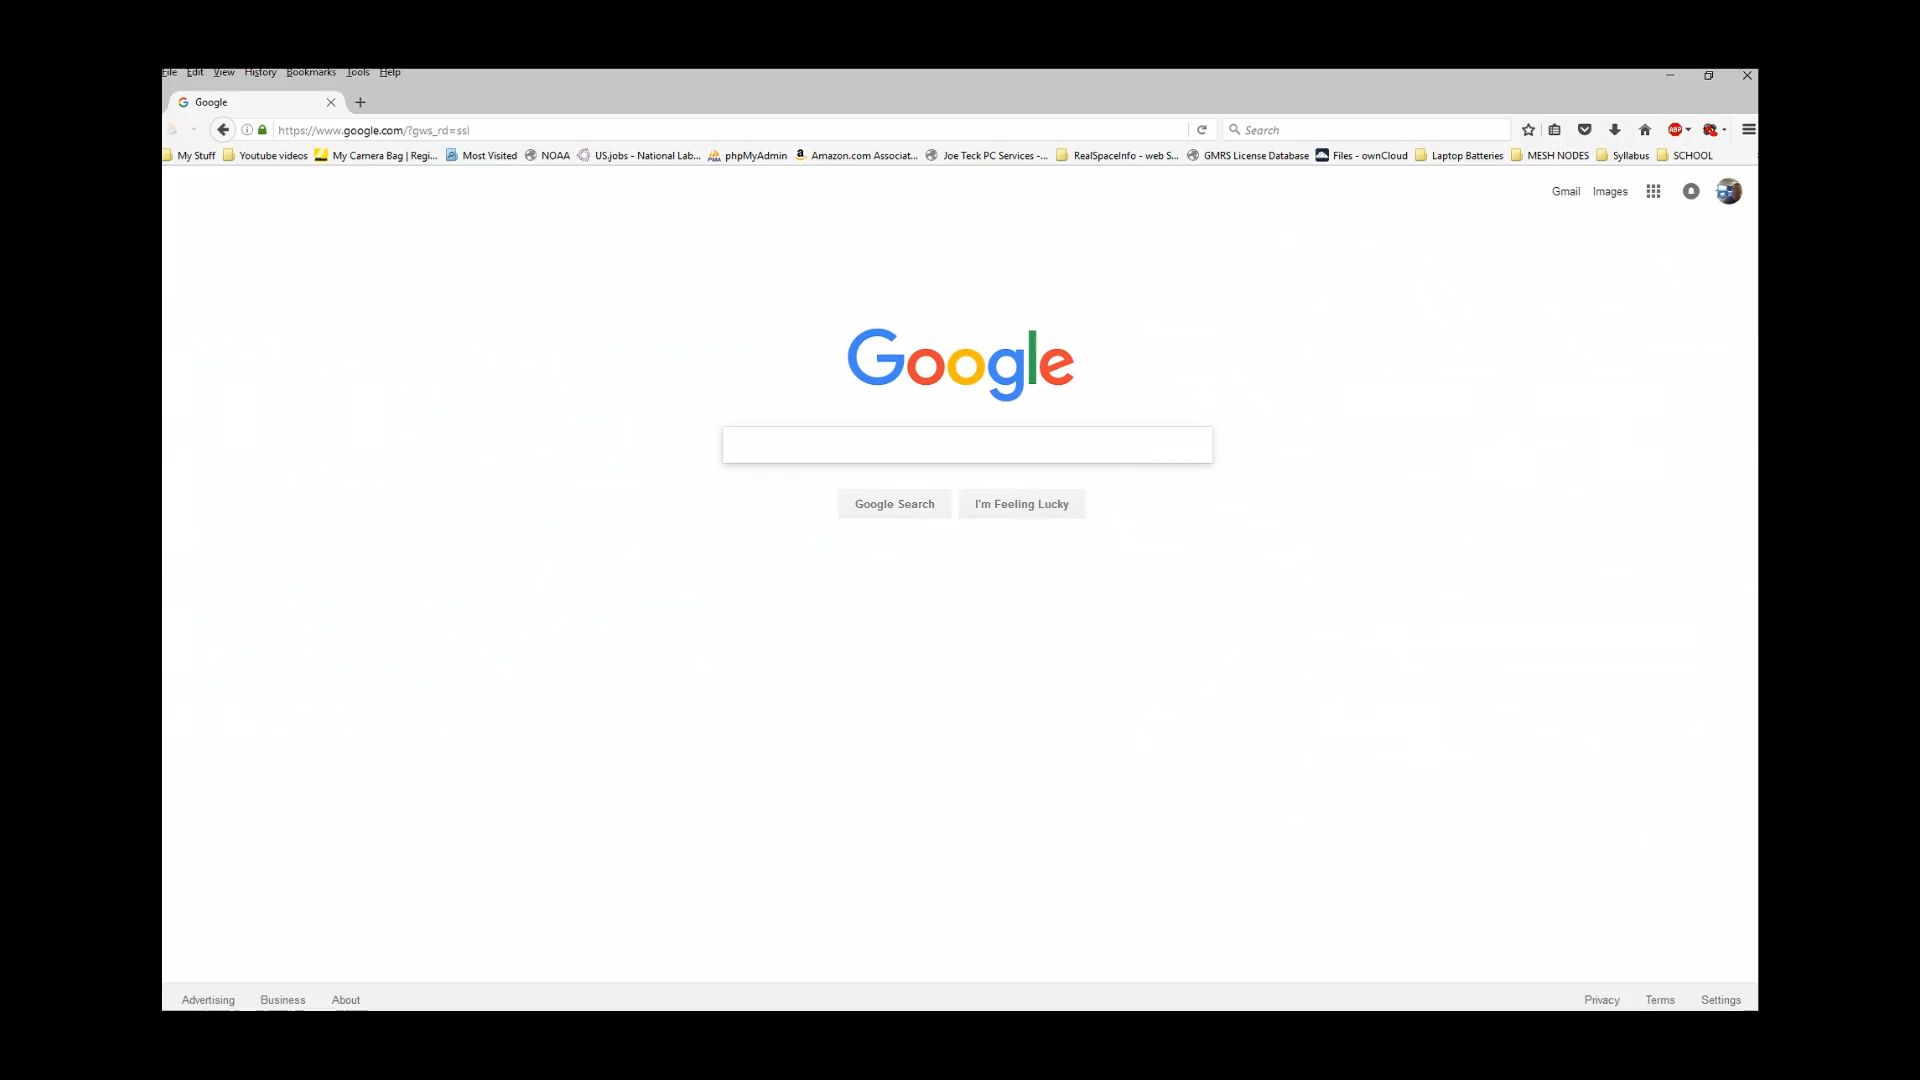 File Edit View History Bookmarks Tools Help
Google
https://www.google.com/?gws_rd=ssl
Search
ABP
My Stuff Youtube videos My Camera Bag | Regi... Most Visited NOAA US.jobs - National Lab... phpMyAdmin Amazon.com Associat... Joe Teck PC Services -... RealSpaceInfo - web S... GMRS License Database Files - ownCloud Laptop Batteries MESH NODES Syllabus SCHOOL
Gmail Images
Google
Google Search I'm Feeling Lucky
Advertising Business About Privacy Terms Settings